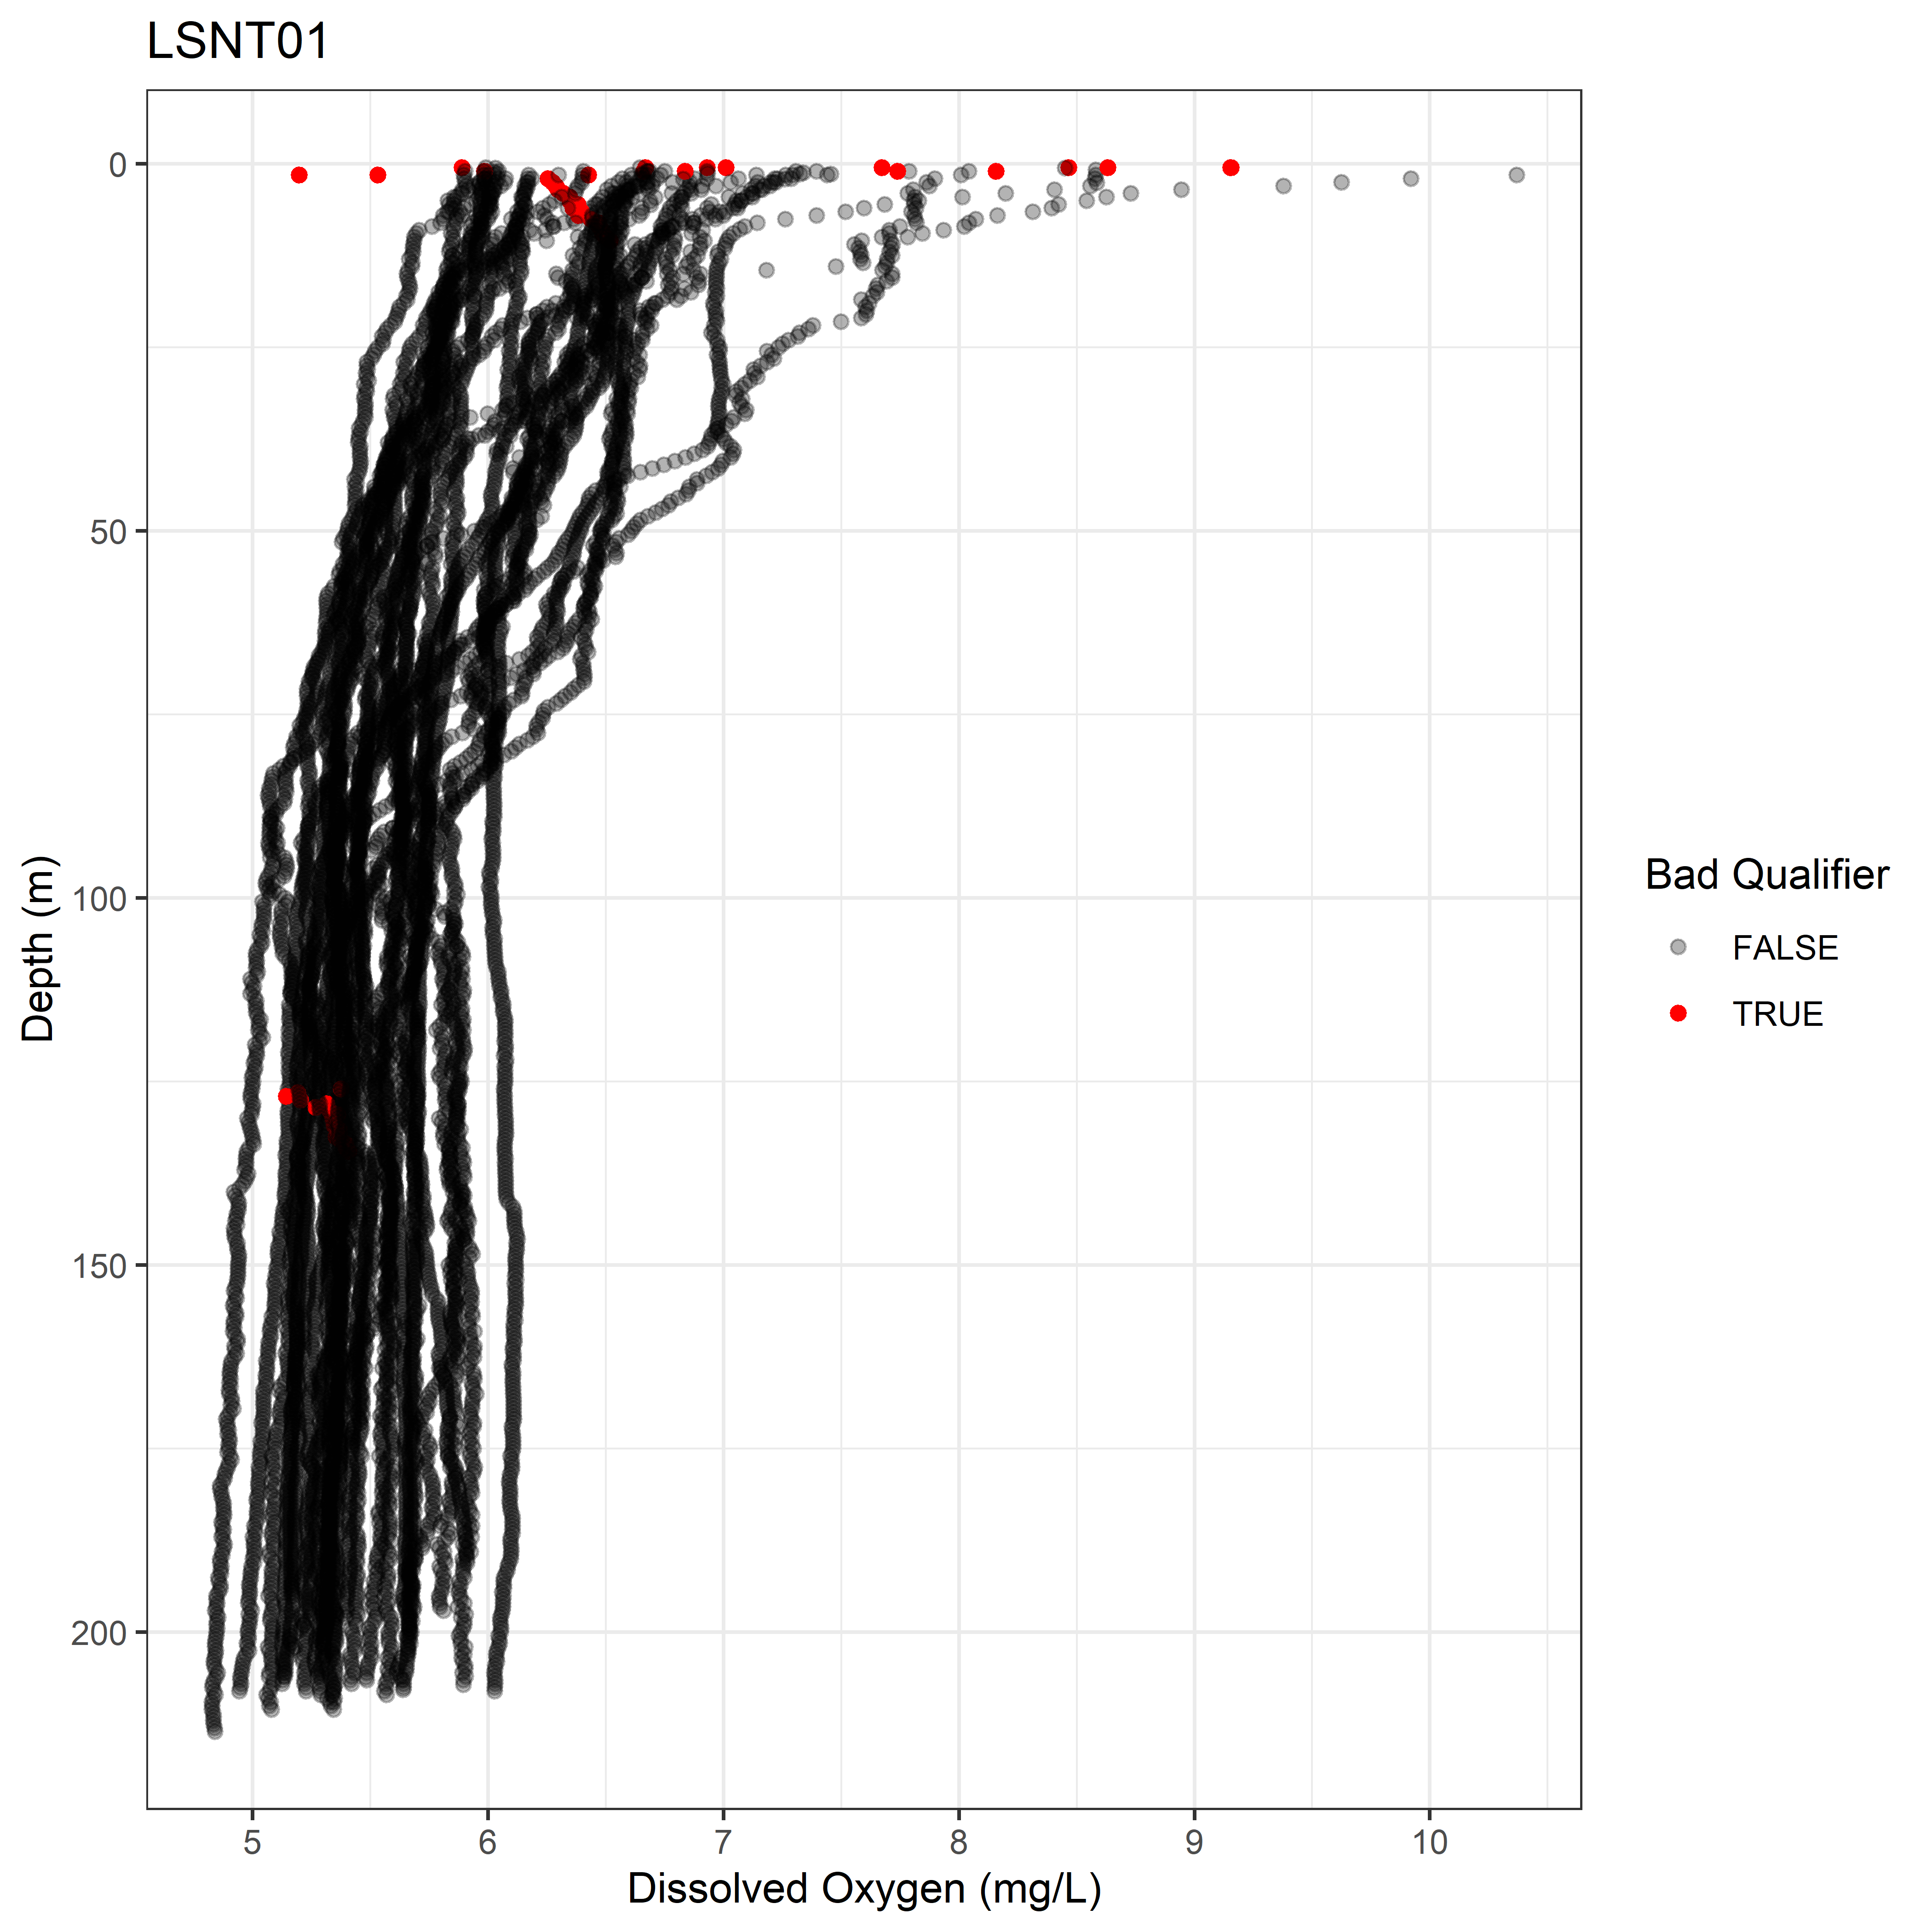 LSNT01
0
50
100
150
200
Depth (m)
5 6 7 8 9 10
Dissolved Oxygen (mg/L)
Bad Qualifier
FALSE
TRUE